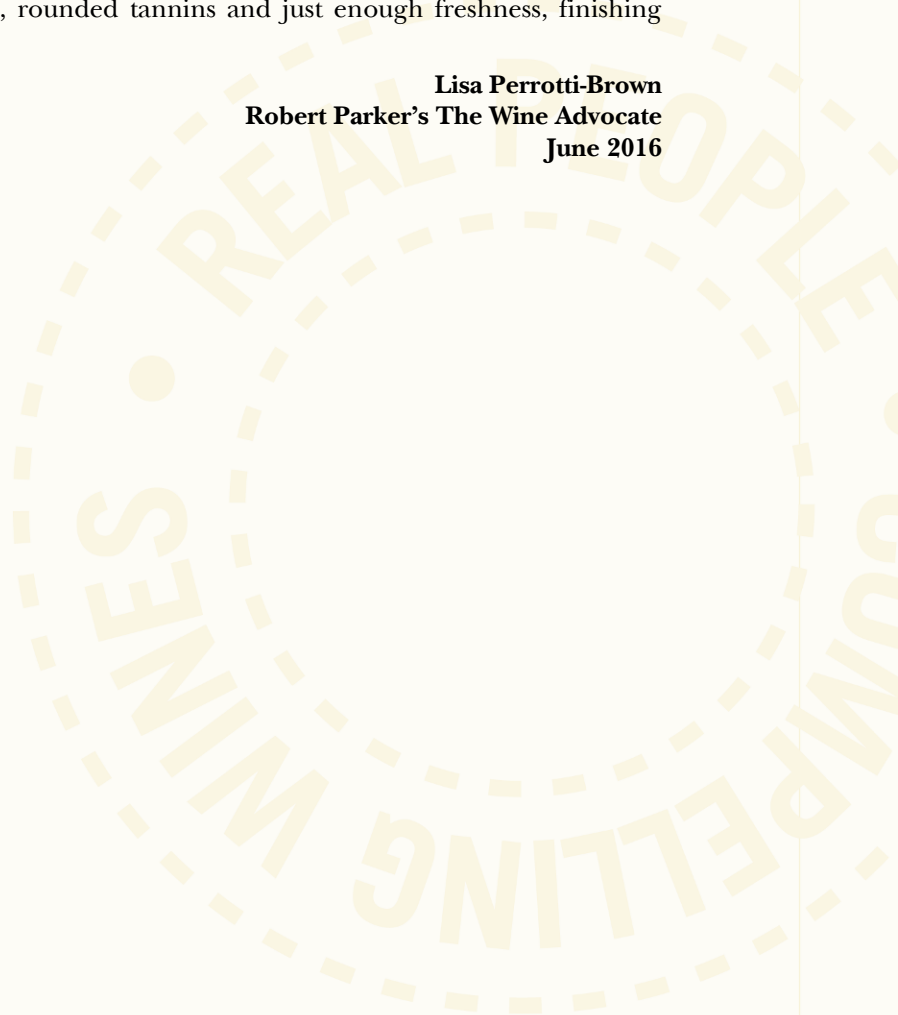 , rounded tannins and just enough freshness, finishing
Lisa Perrotti-Brown
Robert Parker’s The Wine Advocate
June 2016
REAL PEOPLE • COMPELLING WINES •